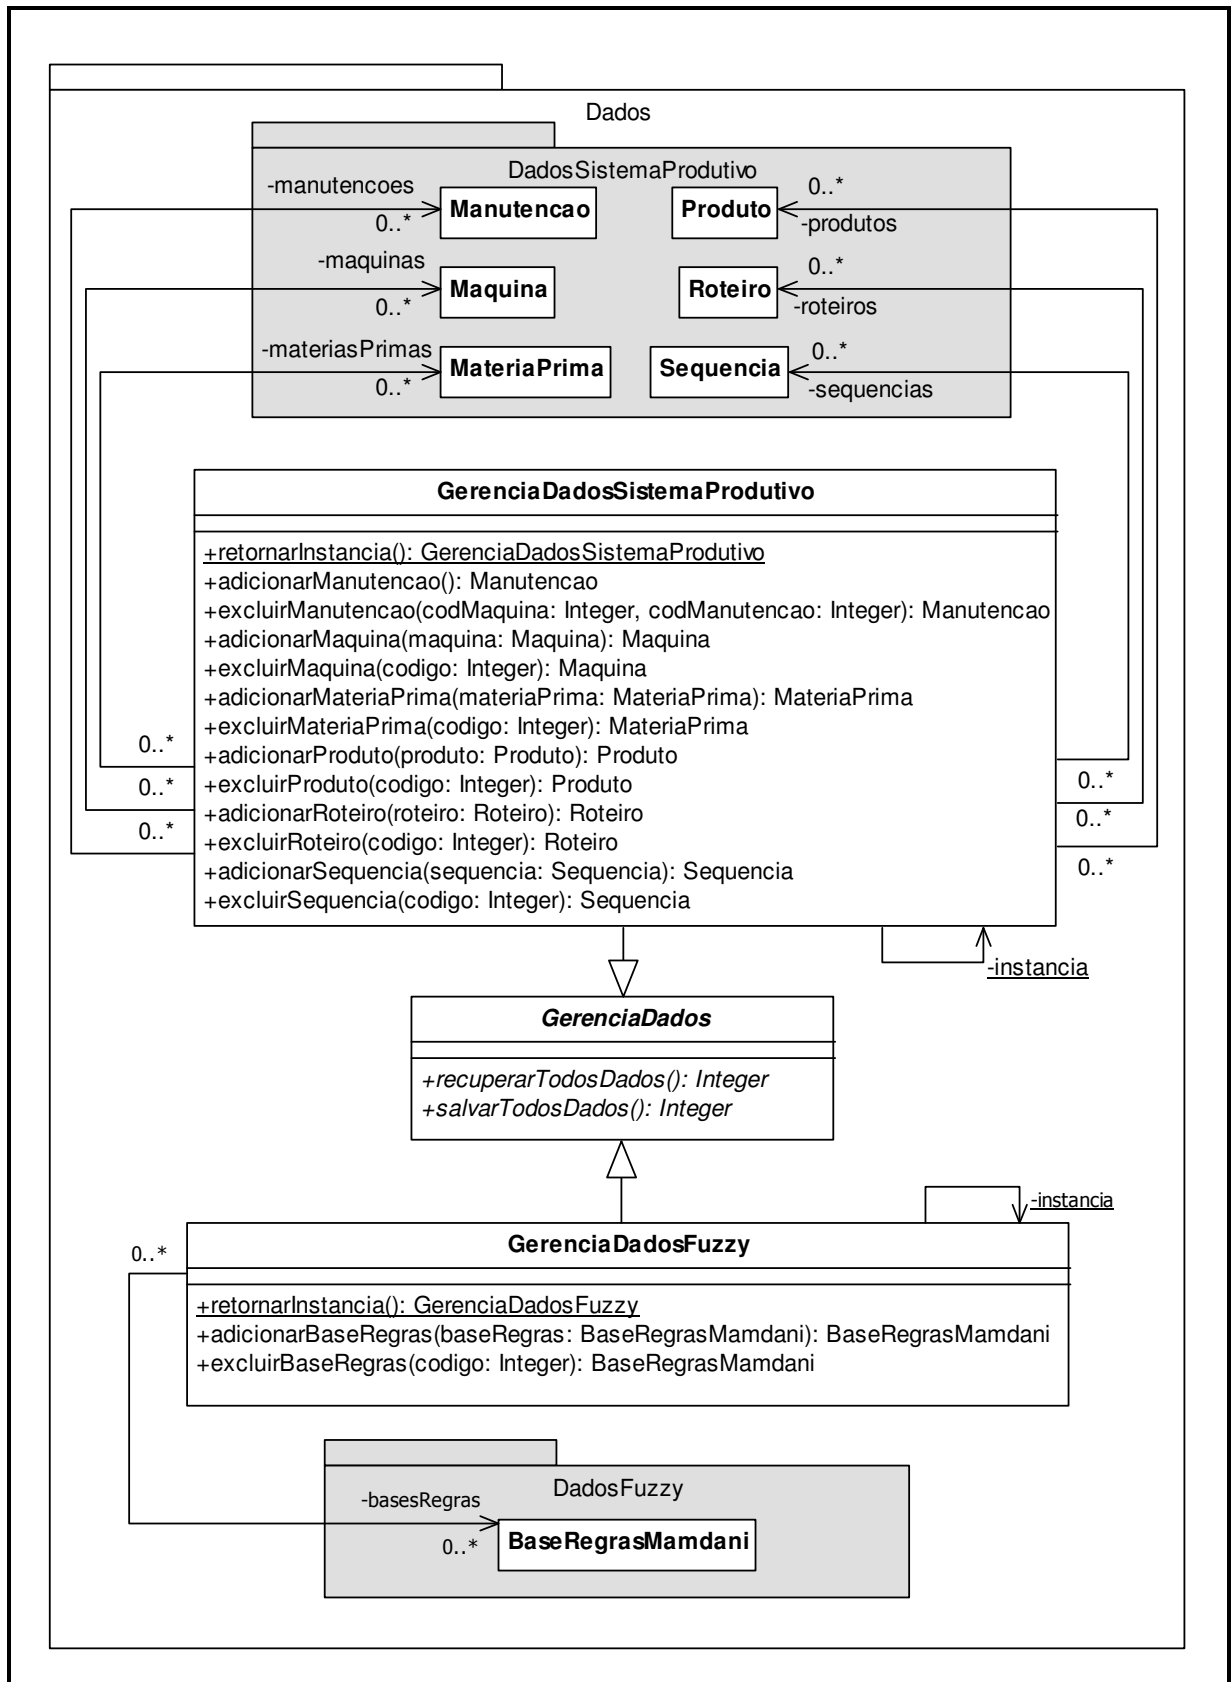 Dados
DadosSistemaProdutivo
-manutencoes
0..*
Manutencao
Produto
0..*
-produtos
-maquinas
0..*
Maquina
Roteiro
0..*
-roteiros
-materiasPrimas
0..*
MateriaPrima
Sequencia
0..*
-sequencias
GerenciaDadosSistemaProdutivo
+retornarInstancia(): GerenciaDadosSistemaProdutivo
+adicionarManutencao(): Manutencao
+excluirManutencao(codMaquina: Integer, codManutencao: Integer): Manutencao
+adicionarMaquina(maquina: Maquina): Maquina
+excluirMaquina(codigo: Integer): Maquina
+adicionarMateriaPrima(materiaPrima: MateriaPrima): MateriaPrima
+excluirMateriaPrima(codigo: Integer): MateriaPrima
+adicionarProduto(produto: Produto): Produto
+excluirProduto(codigo: Integer): Produto
+adicionarRoteiro(roteiro: Roteiro): Roteiro
+excluirRoteiro(codigo: Integer): Roteiro
+adicionarSequencia(sequencia: Sequencia): Sequencia
+excluirSequencia(codigo: Integer): Sequencia
0..*
0..*
0..*
0..*
0..*
0..*
-instancia
GerenciaDados
+recuperarTodosDados(): Integer
+salvarTodosDados(): Integer
-instancia
0..*
GerenciaDadosFuzzy
+retornarInstancia(): GerenciaDadosFuzzy
+adicionarBaseRegras(baseRegras: BaseRegrasMamdani): BaseRegrasMamdani
+excluirBaseRegras(codigo: Integer): BaseRegrasMamdani
DadosFuzzy
-basesRegras
0..*
BaseRegrasMamdani